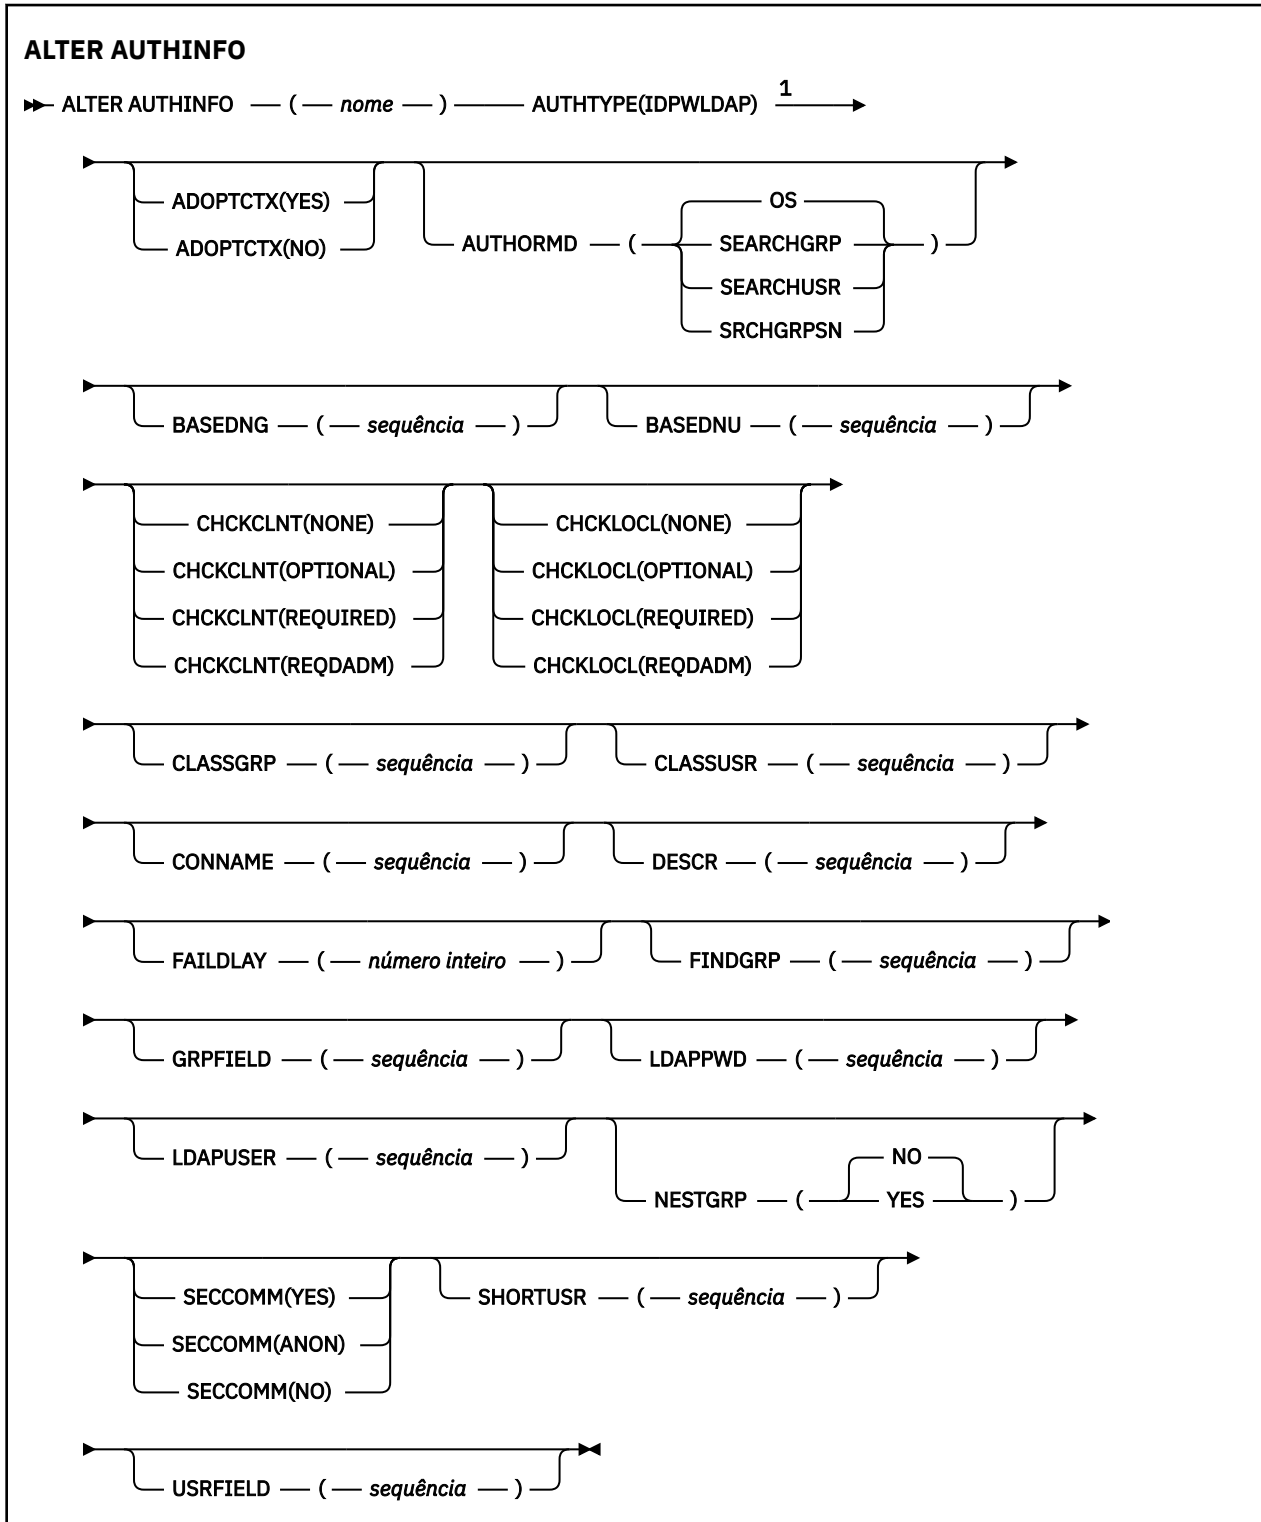 ALTER AUTHINFO
ALTER AUTHINFO ( nome ) AUTHTYPE(IDPWLDAP) 1
ADOPTCTX(YES)
ADOPTCTX(NO)
AUTHORMD ( OS
SEARCHGRP )
SEARCHUSR
SRCHGRPSN
BASEDNG ( sequência ) BASEDNU ( sequência )
CHCKCLNT(NONE) CHCKLOCL(NONE)
CHCKCLNT(OPTIONAL) CHCKLOCL(OPTIONAL)
CHCKCLNT(REQUIRED) CHCKLOCL(REQUIRED)
CHCKCLNT(REQDADM) CHCKLOCL(REQDADM)
CLASSGRP ( sequência ) CLASSUSR ( sequência )
CONNAME ( sequência ) DESCR ( sequência )
FAILDLAY ( número inteiro ) FINDGRP ( sequência )
GRPFIELD ( sequência ) LDAPPWD ( sequência )
NO
LDAPUSER ( sequência ) NESTGRP ( YES )
SECCOMM(YES) SHORTUSR ( sequência )
SECCOMM(ANON)
SECCOMM(NO)
USRFIELD ( sequência )